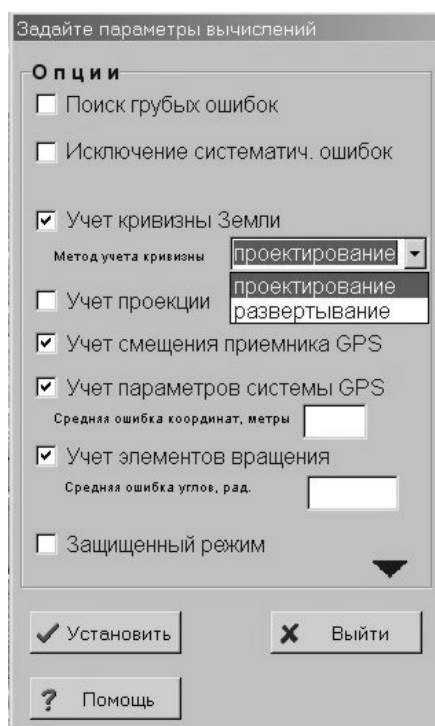 Задайте параметры вычислений
Опции
Поиск грубых ошибок
Исключение системати­ч. ошибок
Учет кривизны Земли
Метод учета кривизны
проектирование
проектирование
развертывание
Учет проекции
Учет смещения приемника GPS
Учет параметров системы GPS
Средняя ошибка координат, метры
Учет элементов вращения
Средняя ошибка углов, рад.
Защищенный режим
Установить
Выйти
? Помощь